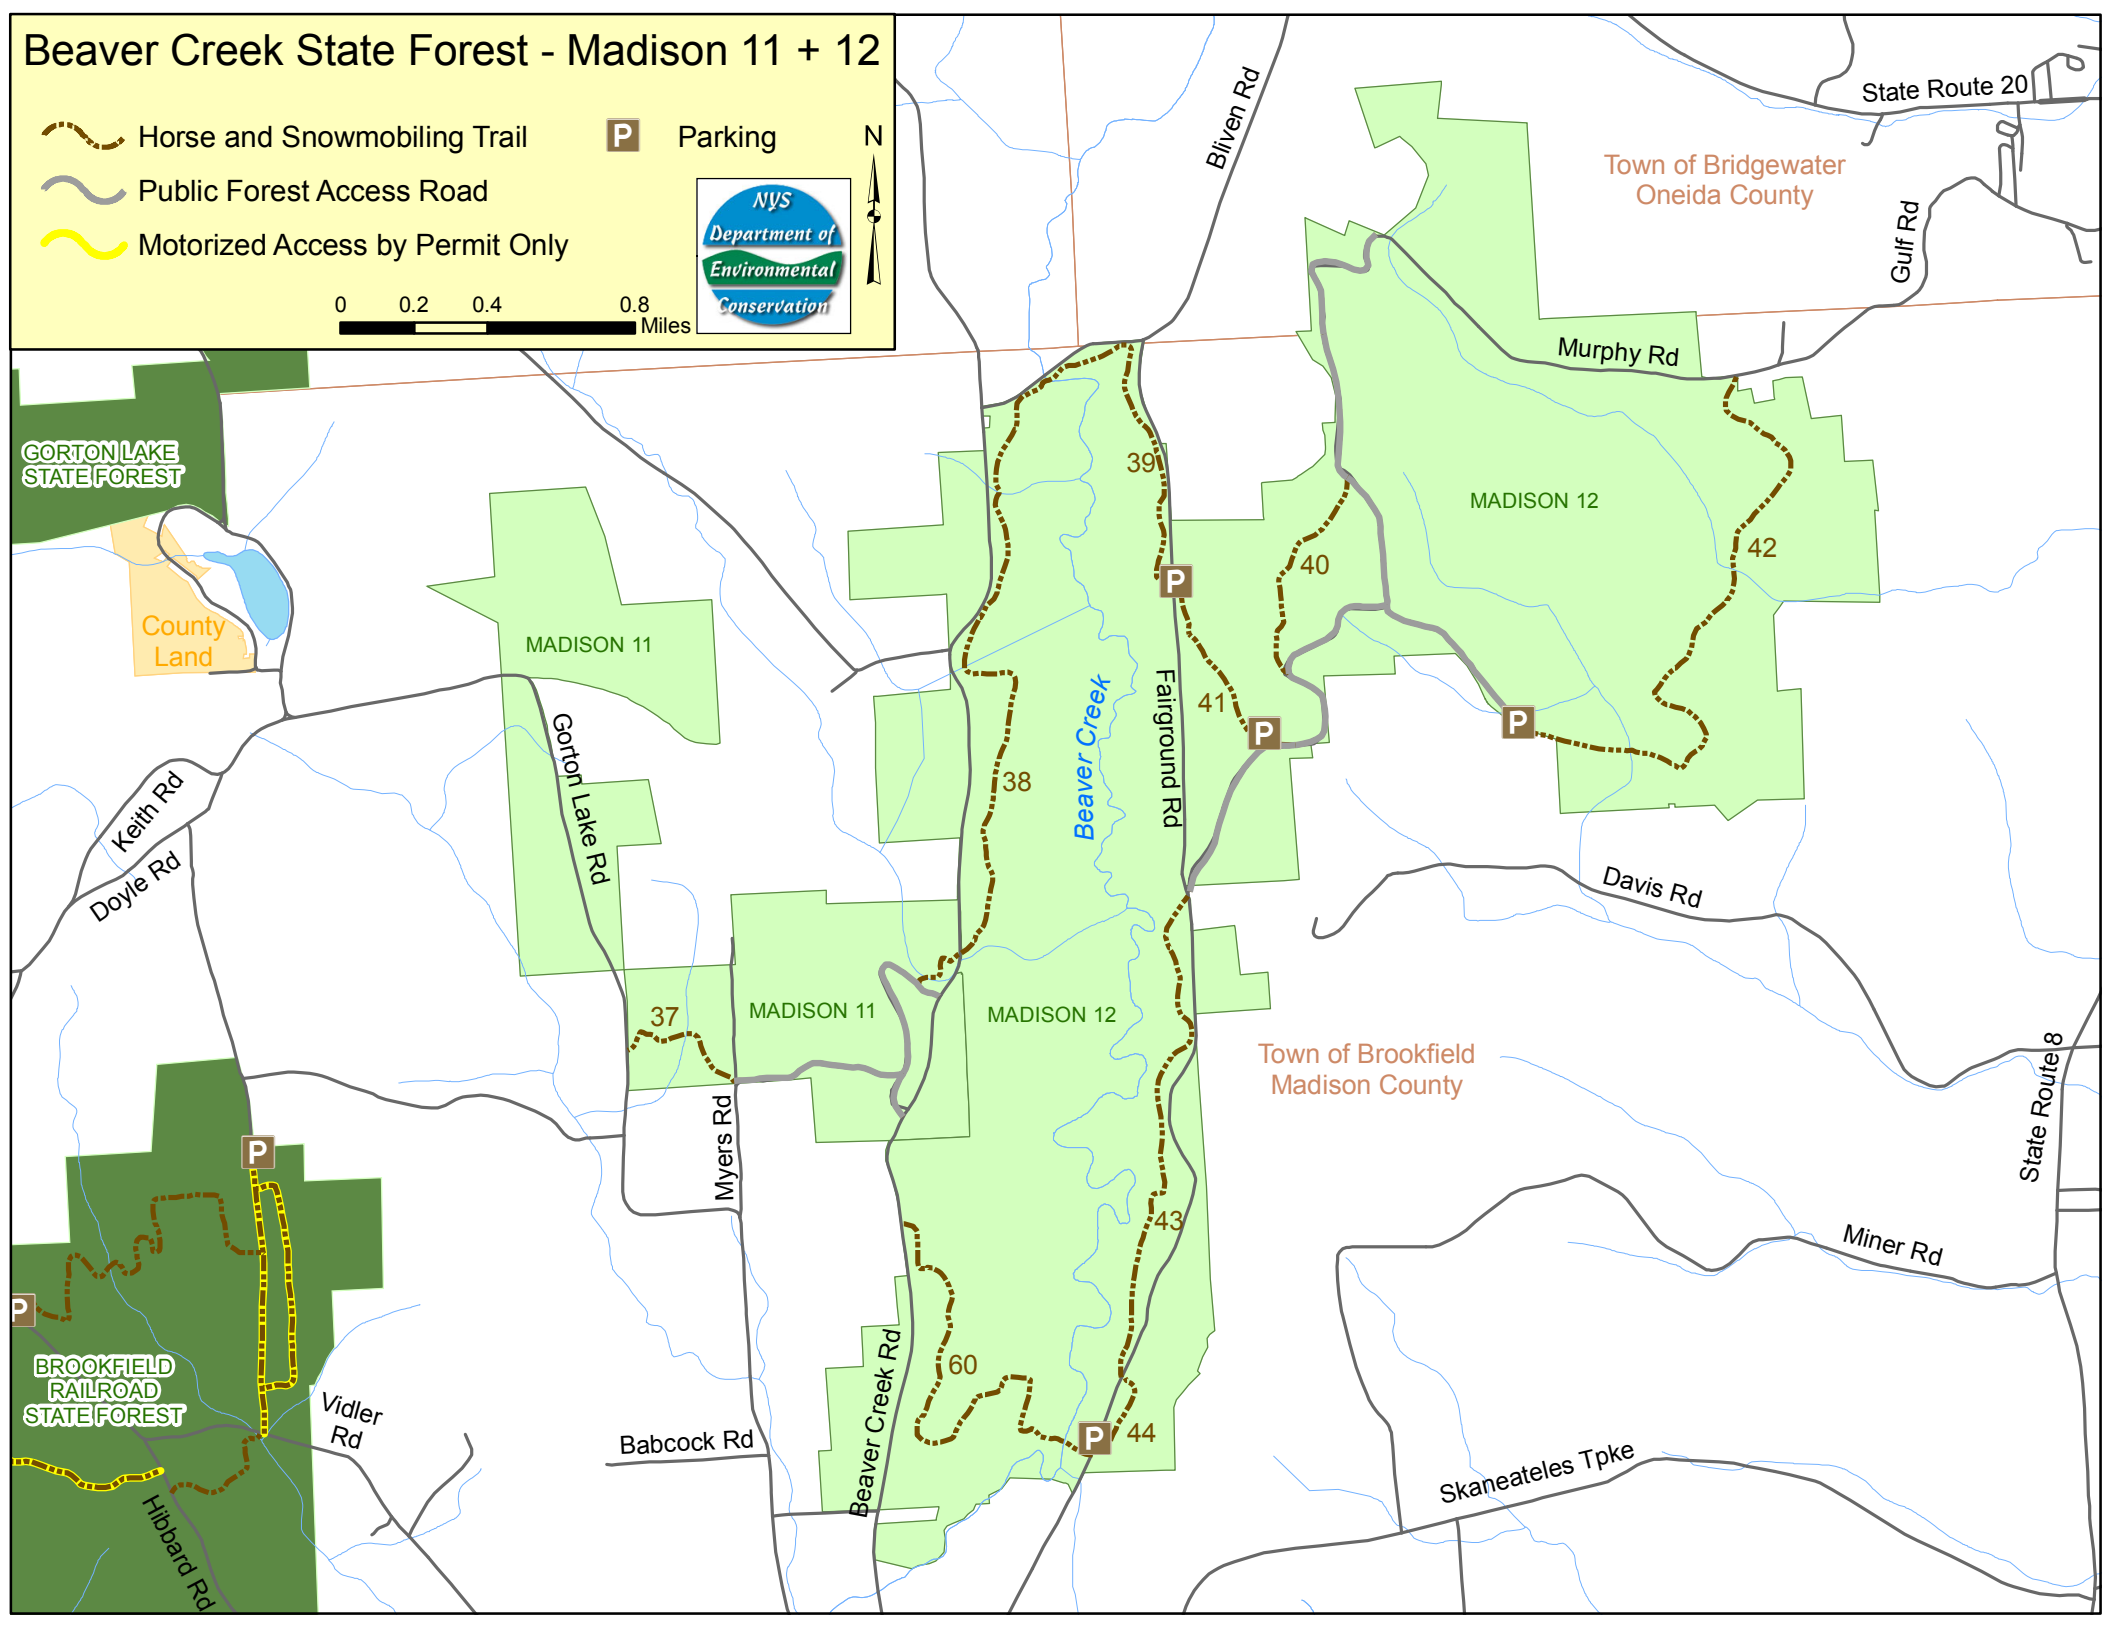 Beaver Creek State Forest - Madison 11 + 12
Horse and Snowmobiling Trail
P
Parking
N
Public Forest Access Road
Motorized Access by Permit Only
0 0.2 0.4 0.8
Miles
NYS
Department of
Environmental
Conservation
Bliven Rd
State Route 20
Town of Bridgewater
Oneida County
Gulf Rd
Murphy Rd
GORTON LAKE
STATE FOREST
39
MADISON 12
42
40
P
County
Land
MADISON 11
41
P
P
Fairground Rd
Beaver Creek
38
Gorton Lake Rd
Keith Rd
Doyle Rd
Davis Rd
37
MADISON 11
MADISON 12
Town of Brookfield
Madison County
State Route 8
Myers Rd
P
43
Miner Rd
P
BROOKFIELD
RAILROAD
STATE FOREST
Vidler
Rd
60
Beaver Creek Rd
Babcock Rd
P
44
Skaneateles Tpke
Hibbard Rd